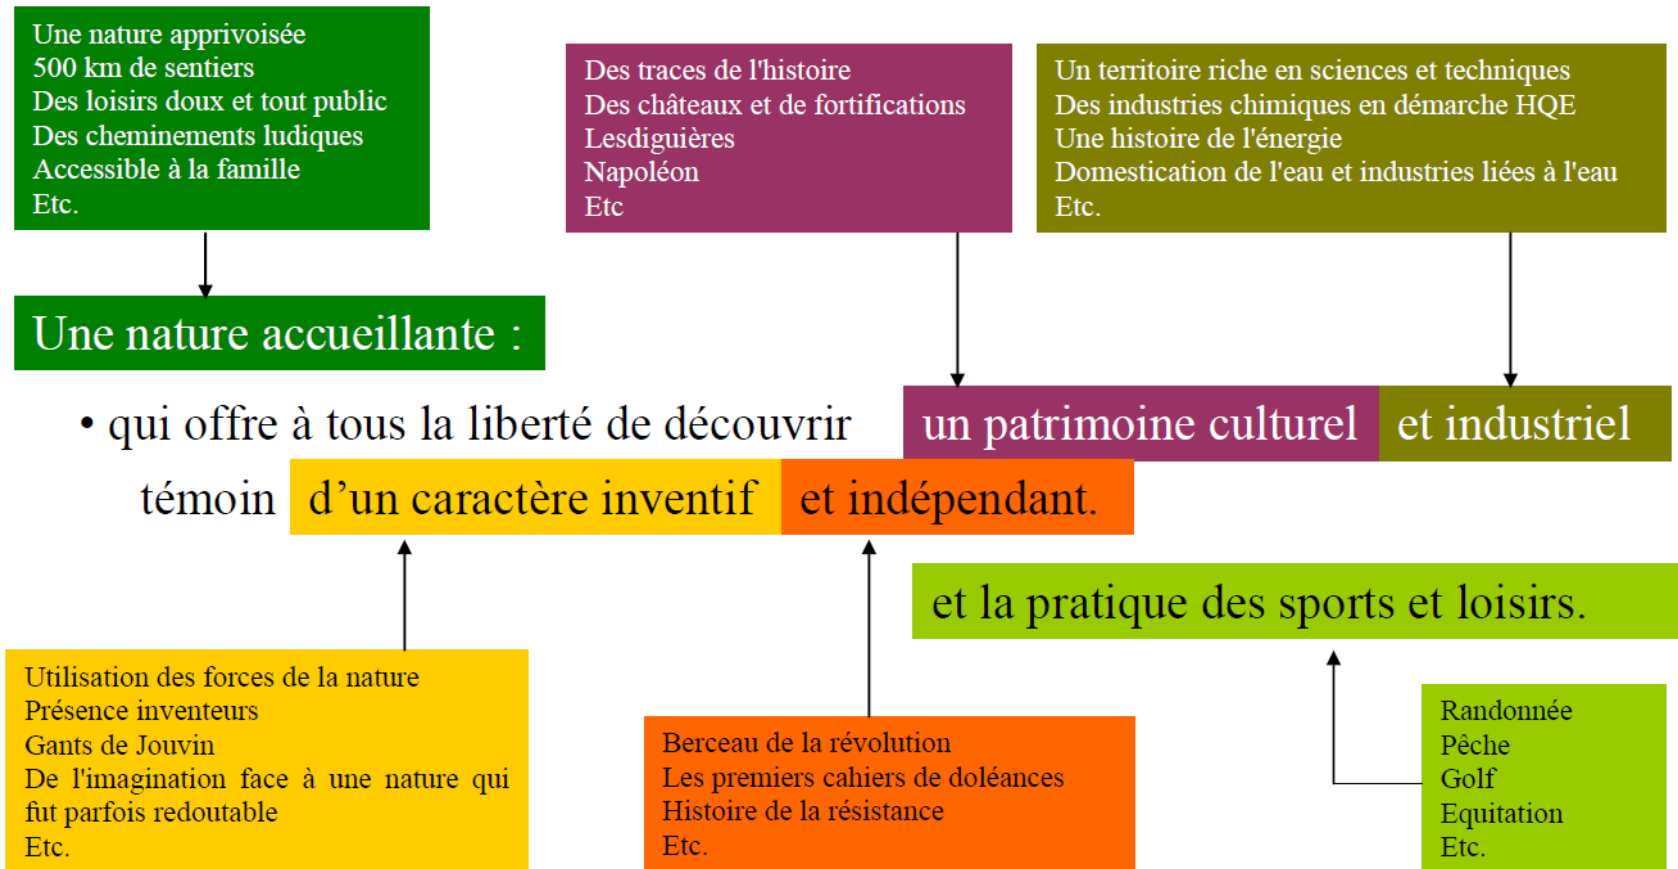 Une nature apprivoisée
500 km de sentiers
Des loisirs doux et tout public
Des cheminements ludiques
Accessible à la famille
Etc.
Des traces de l'histoire
Des châteaux et de fortifications
Lesdiguières
Napoléon
Etc
Un territoire riche en sciences et techniques
Des industries chimiques en démarche HQE
Une histoire de l'énergie
Domestication de l'eau et industries liées à l'eau
Etc.
Une nature accueillante :
• qui offre à tous la liberté de découvrir un patrimoine culturel et industriel
témoin d’un caractère inventif et indépendant.
et la pratique des sports et loisirs.
Utilisation des forces de la nature
Présence inventeurs
Gants de Jouvin
De l'imagination face à une nature qui
fut parfois redoutable
Etc.
Berceau de la révolution
Les premiers cahiers de doléances
Histoire de la résistance
Etc.
Randonnée
Pêche
Golf
Equitation
Etc.